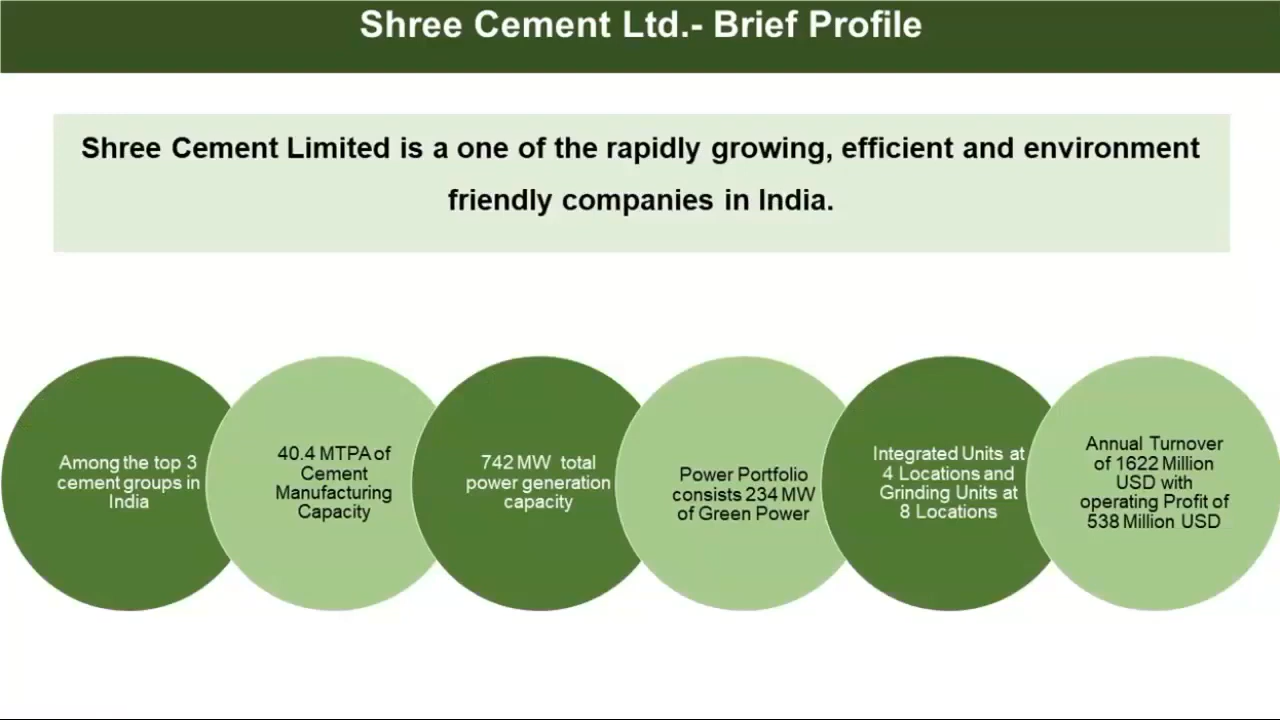 Shree Cement Ltd.- Brief Profile
Shree Cement Limited is a one of the rapidly growing, efficient and environment
friendly companies in India.
Among the top 3
cement groups in
India
40.4 MTPA of
Cement
Manufacturing
Capacity
742 MW total
power generation
capacity
Power Portfolio
consists 234 MW
of Green Power
Integrated Units at
4 Locations and
Grinding Units at
8 Locations
Annual Turnover
of 1622 Million
USD with
operating Profit of
538 Million USD